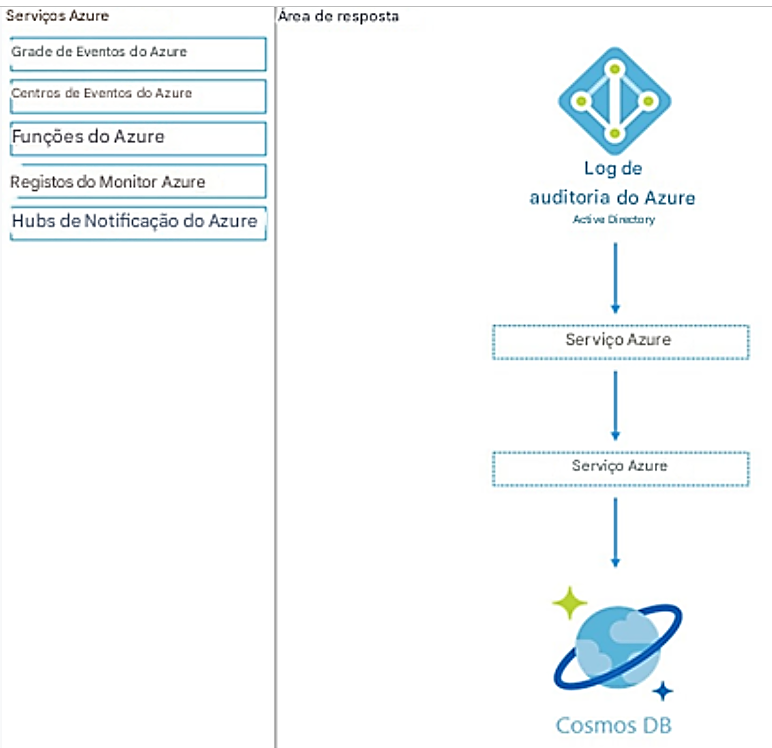 Serviços Azure
Grade de Eventos do Azure
Centros de Eventos do Azure
Funções do Azure
Registos do Monitor Azure
Hubs de Notificação do Azure
Área de resposta
Log de
auditoria do Azure
Active Directory
Serviço Azure
Serviço Azure
Cosmos DB